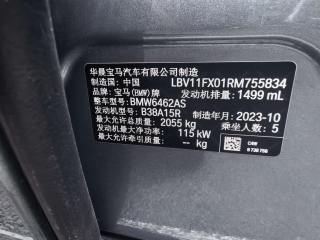 华晨宝马汽车有限公司制造
中国 LBV11FX01RM755834
品牌 宝马(BMW)牌 发动机排量 1499 mL
整车型号 BMW6462AS
发动机型号 B38A15R 制造年月 2023-10
最大允许总质量 2055 kg 乘坐人数 5
发动机最大净功率 115 kW
最大允许牵引质量 -- kg